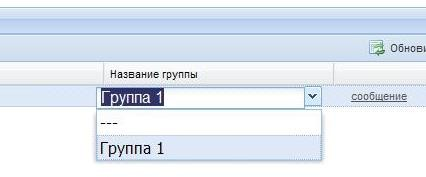 Обнови
Название группы
Группа 1 сообщение
---
Группа 1